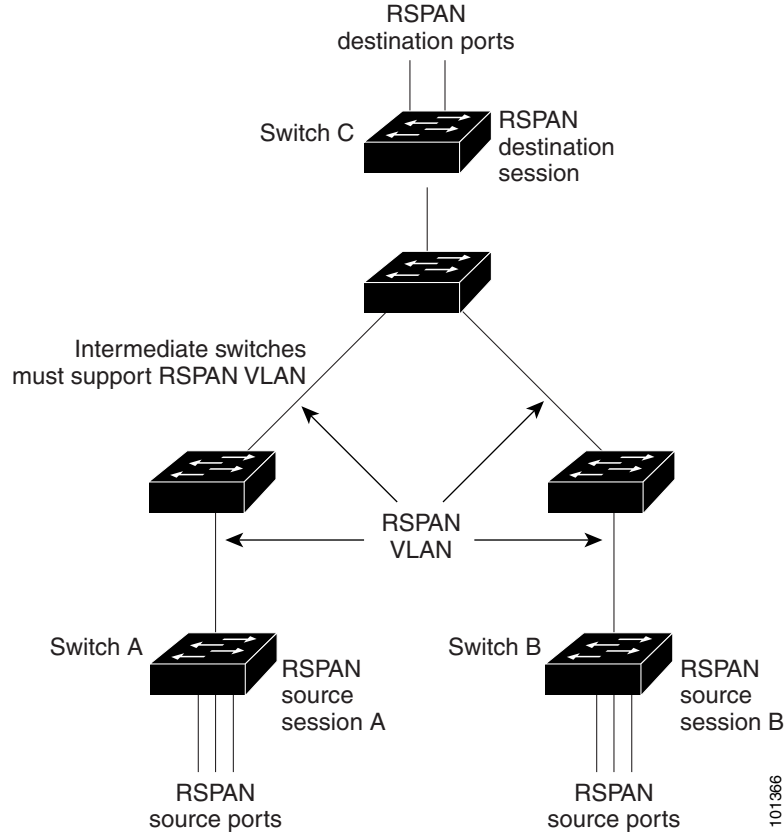 RSPAN
destination ports
Switch C
RSPAN
destination
session
Intermediate switches
must support RSPAN VLAN
RSPAN
VLAN
Switch A
RSPAN
source
session A
Switch B
RSPAN
source
session B
RSPAN
source ports
RSPAN
source ports
101366